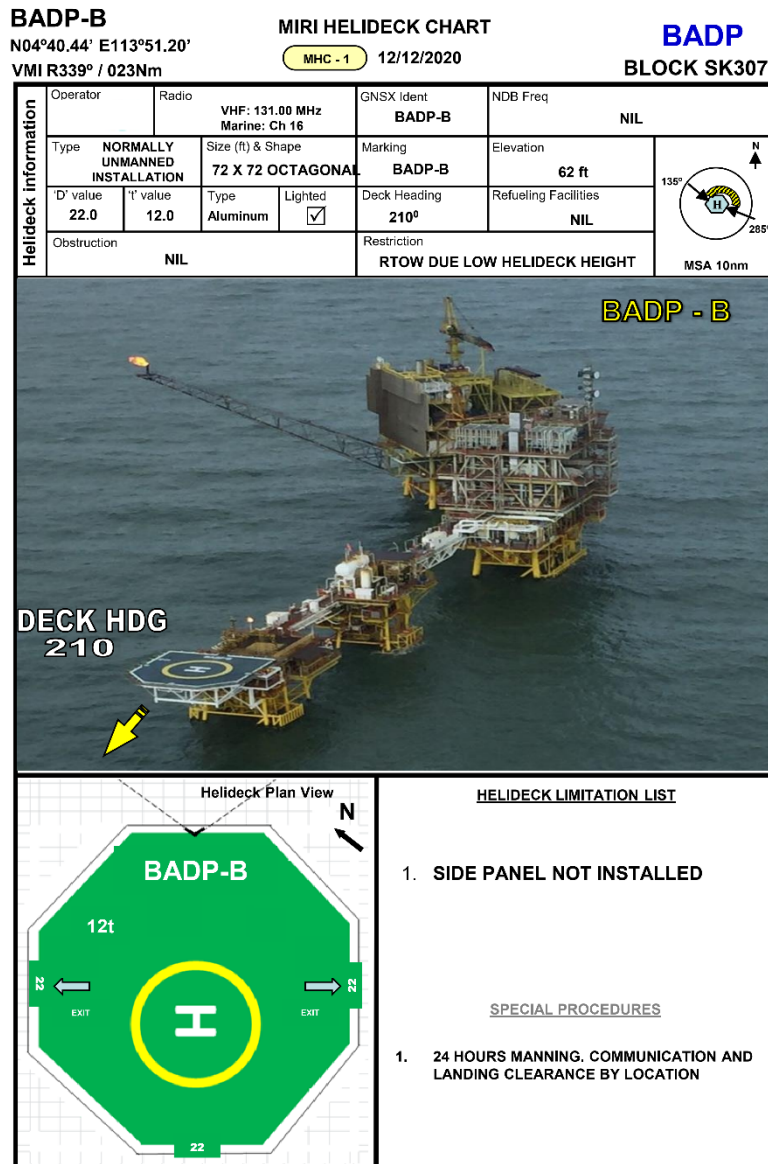 BADP-B
N04º40.44' E113º51.20'
VMI R339º / 023Nm
MIRI HELIDECK CHART
MHC - 1
12/12/2020
BADP
BLOCK SK307
Helideck information
Operator
Radio
VHF: 131.00 MHz
Marine: Ch 16
GNSX Ident
BADP-B
NDB Freq
NIL
Type
NORMALLY
UNMANNED
INSTALLATION
Size (ft) & Shape
72 X 72 OCTAGONAL
Marking
BADP-B
Elevation
62 ft
'D' value
22.0
't' value
12.0
Type
Aluminum
Lighted
Deck Heading
210⁰
Refueling Facilities
NIL
Obstruction
NIL
Restriction
RTOW DUE LOW HELIDECK HEIGHT
N
135º
H
285º
MSA 10nm
BADP - B
DECK HDG
210
H
Helideck Plan View
N
BADP-B
12t
22
EXIT
H
22
EXIT
22
HELIDECK LIMITATION LIST
1. SIDE PANEL NOT INSTALLED
SPECIAL PROCEDURES
1. 24 HOURS MANNING. COMMUNICATION AND
LANDING CLEARANCE BY LOCATION